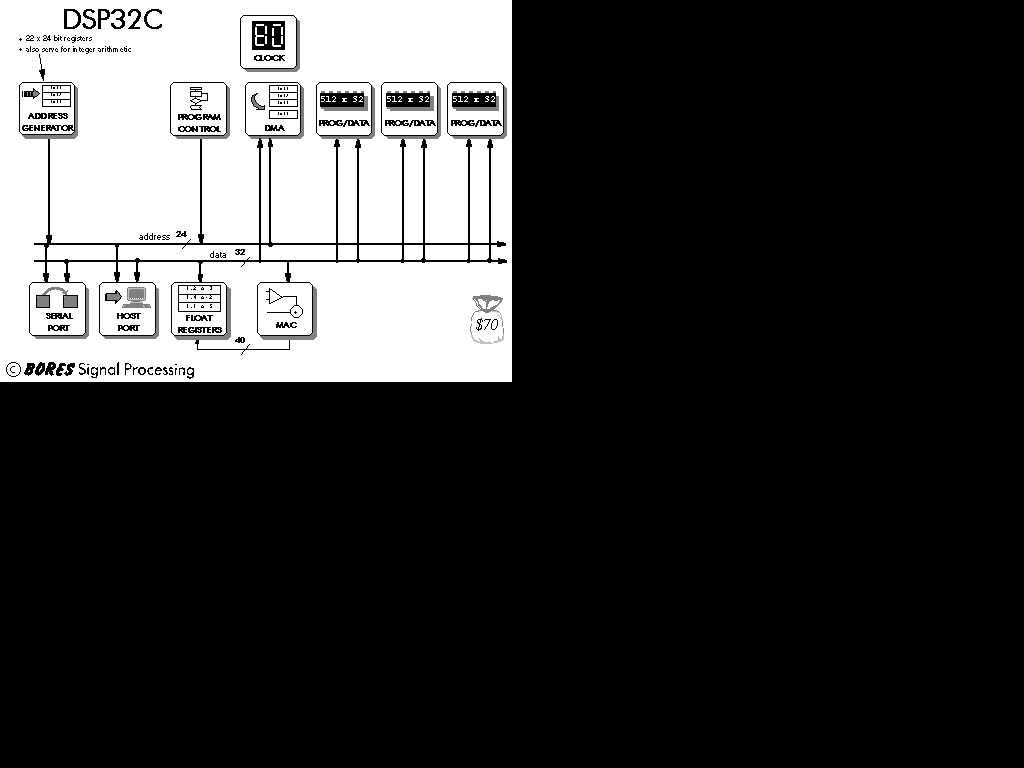 DSP32C
+ 22 x 24 bit registers
+ also serve for integer arithmetic
80
CLOCK
ADDRESS
GENERATOR
PROGRAM
CONTROL
DMA
512 x 32
PROG/DATA
512 x 32
PROG/DATA
512 x 32
PROG/DATA
address 24
data 32
SERIAL
PORT
HOST
PORT
FLOAT
REGISTERS
MAC
40
$70
© BORES Signal Processing